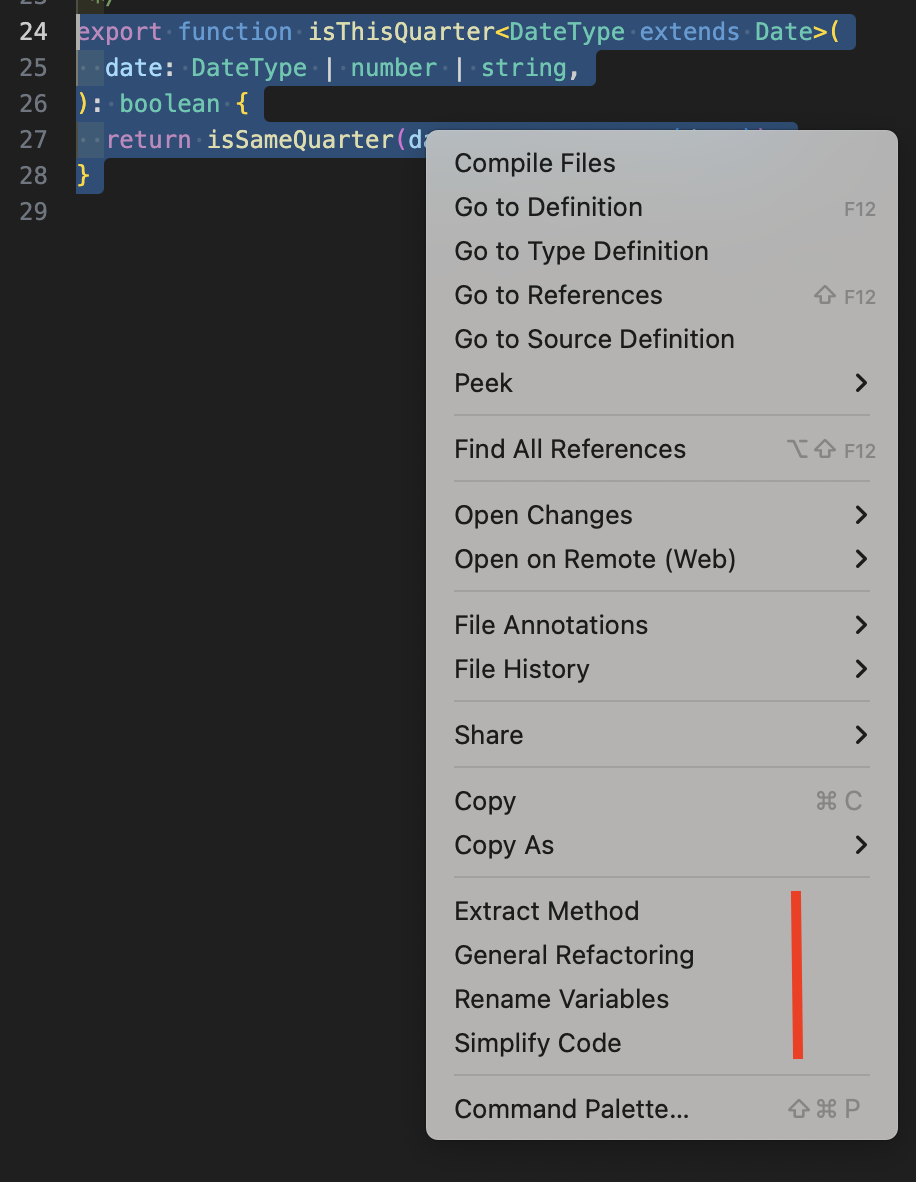 24 export function isThisQuarter<DateType extends Date>(
25 date: DateType | number | string,
26 ): boolean {
27 return isSameQuarter(
28 }
29
Compile Files
Go to Definition F12
Go to Type Definition
Go to References ⇧ F12
Go to Source Definition
Peek
Find All References ⌥⇧ F12
Open Changes
Open on Remote (Web)
File Annotations
File History
Share
Copy ⌘ C
Copy As
Extract Method
General Refactoring
Rename Variables
Simplify Code
Command Palette... ⇧⌘ P